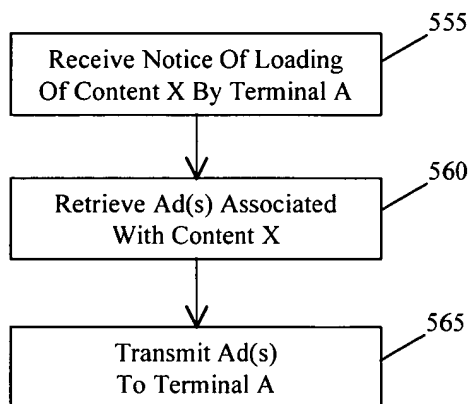 555
Receive Notice Of Loading
Of Content X By Terminal A
560
Retrieve Ad(s) Associated
With Content X
565
Transmit Ad(s)
To Terminal A